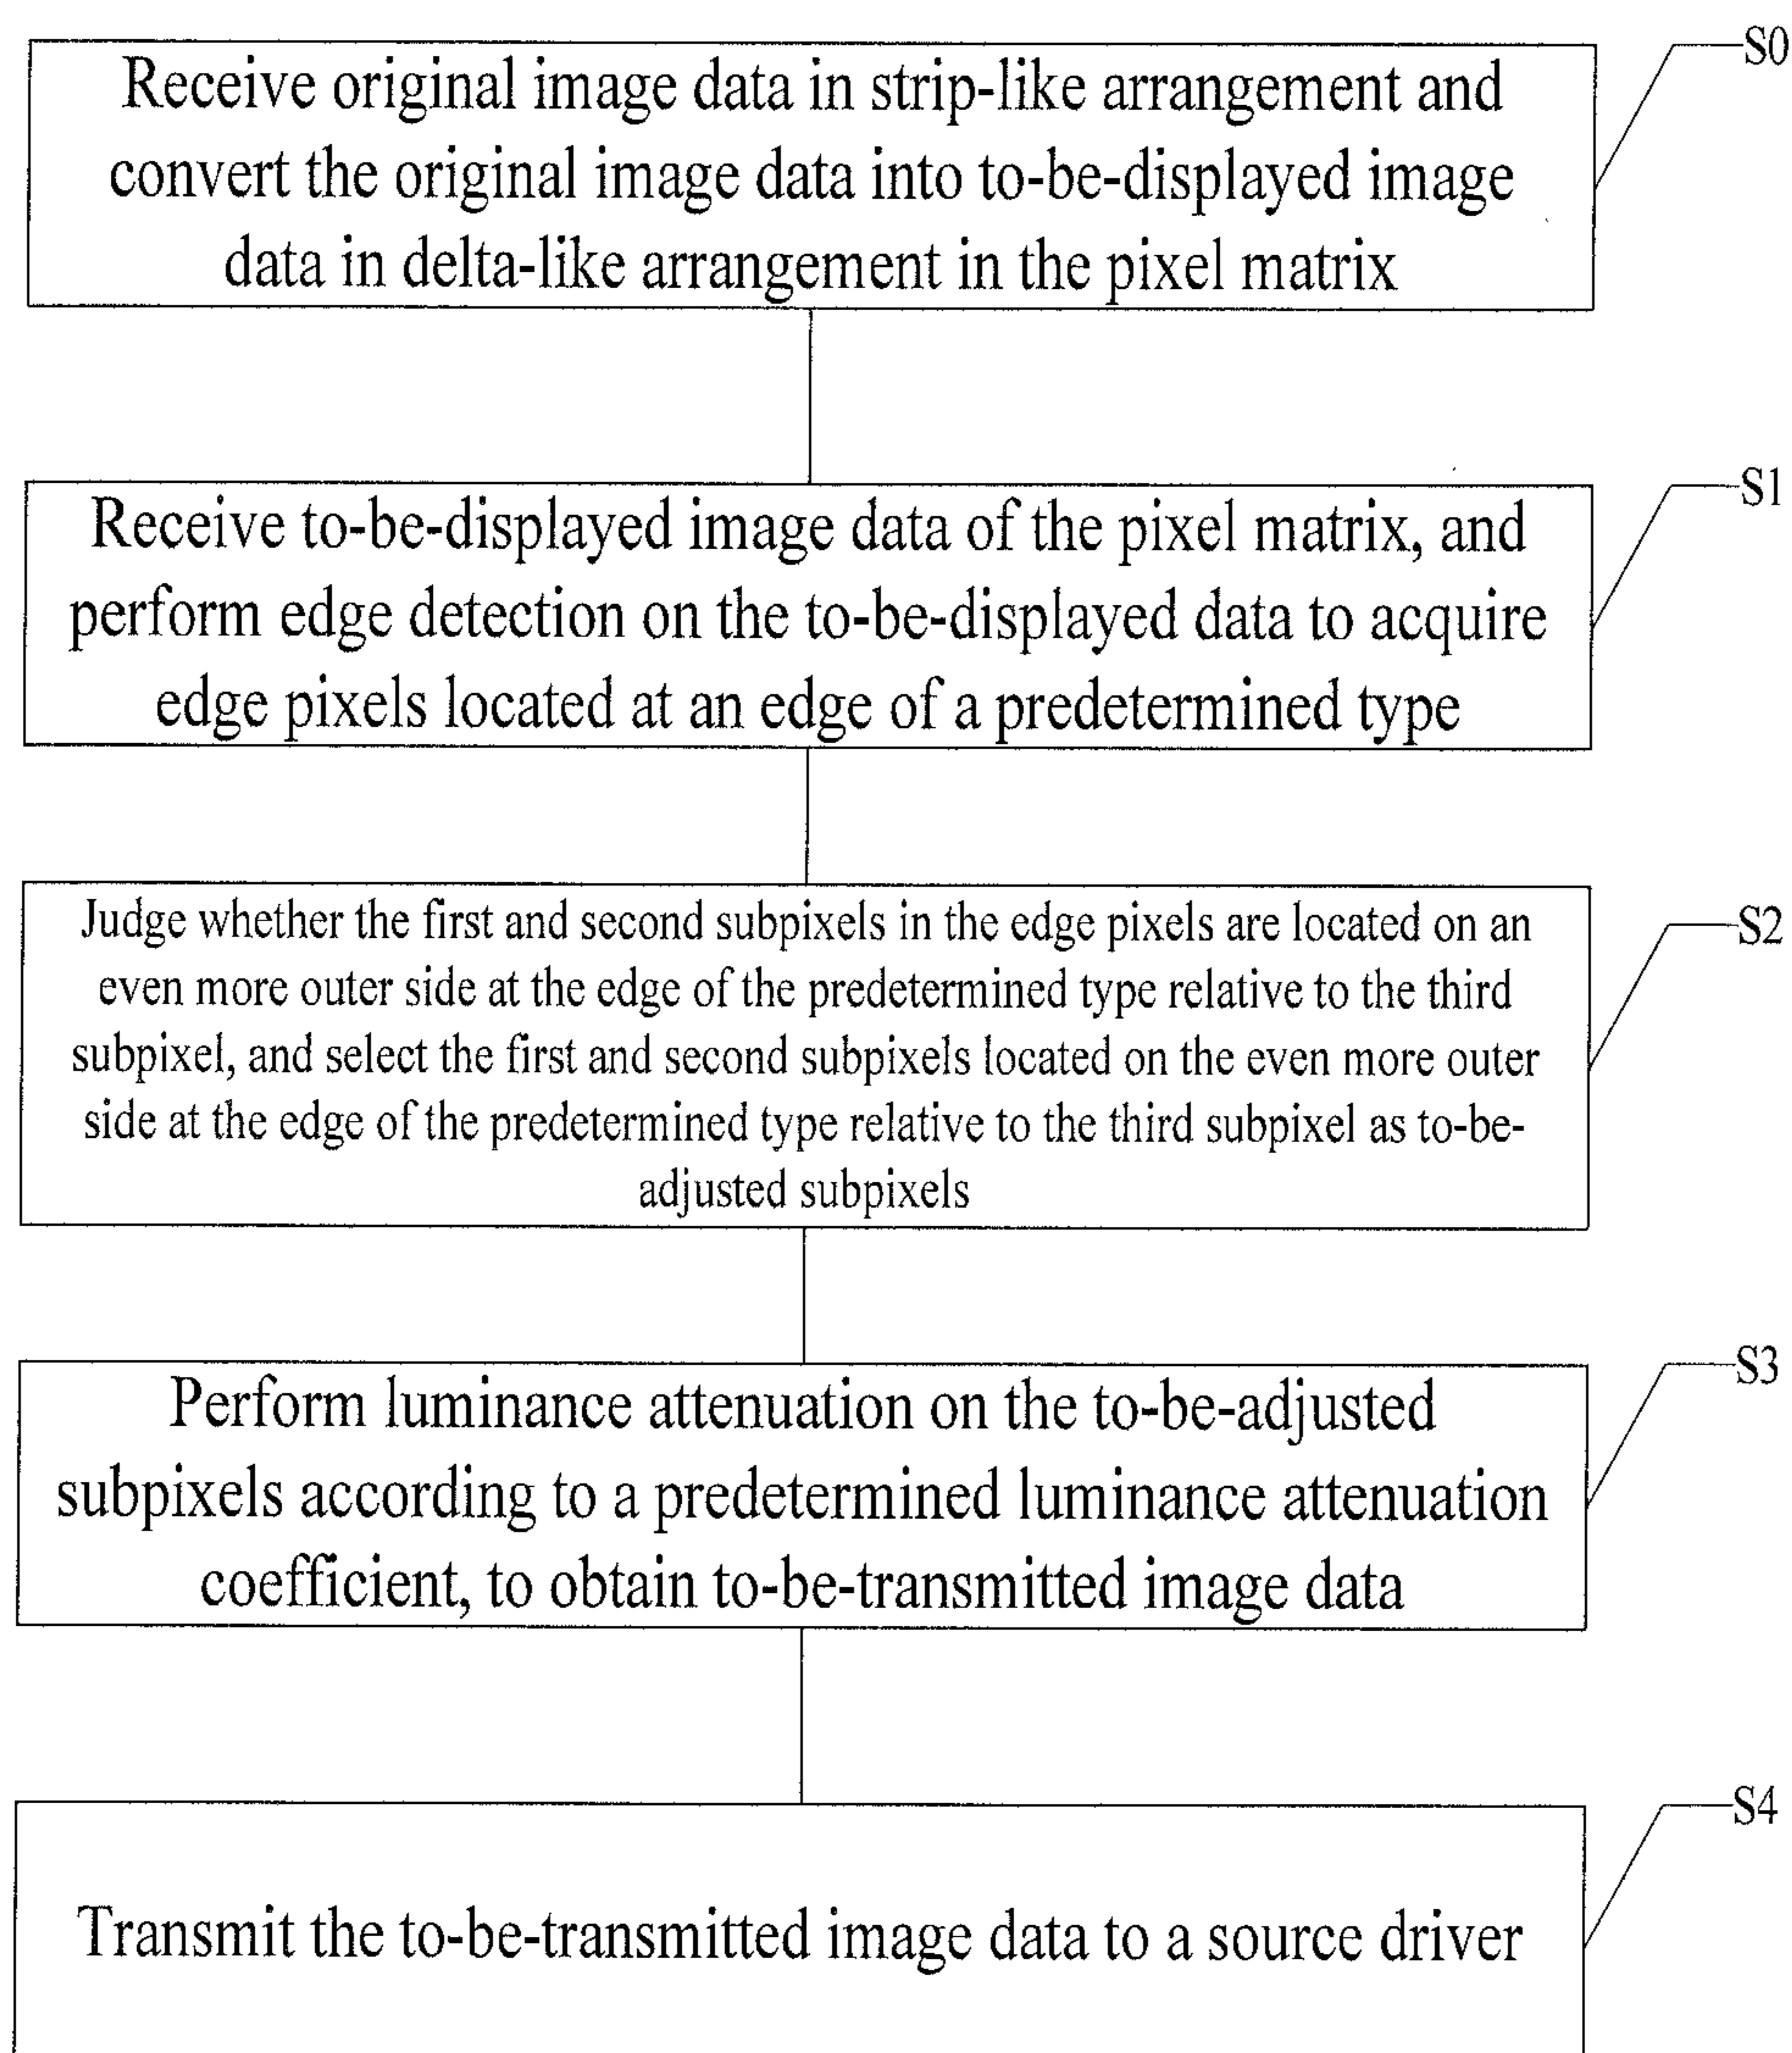 S0
Receive original image data in strip-like arrangement and
convert the original image data into to-be-displayed image
data in delta-like arrangement in the pixel matrix
S1
Receive to-be-displayed image data of the pixel matrix, and
perform edge detection on the to-be-displayed data to acquire
edge pixels located at an edge of a predetermined type
S2
Judge whether the first and second subpixels in the edge pixels are located on an
even more outer side at the edge of the predetermined type relative to the third
subpixel, and select the first and second subpixels located on the even more outer
side at the edge of the predetermined type relative to the third subpixel as to-be-
adjusted subpixels
S3
Perform luminance attenuation on the to-be-adjusted
subpixels according to a predetermined luminance attenuation
coefficient, to obtain to-be-transmitted image data
S4
Transmit the to-be-transmitted image data to a source driver